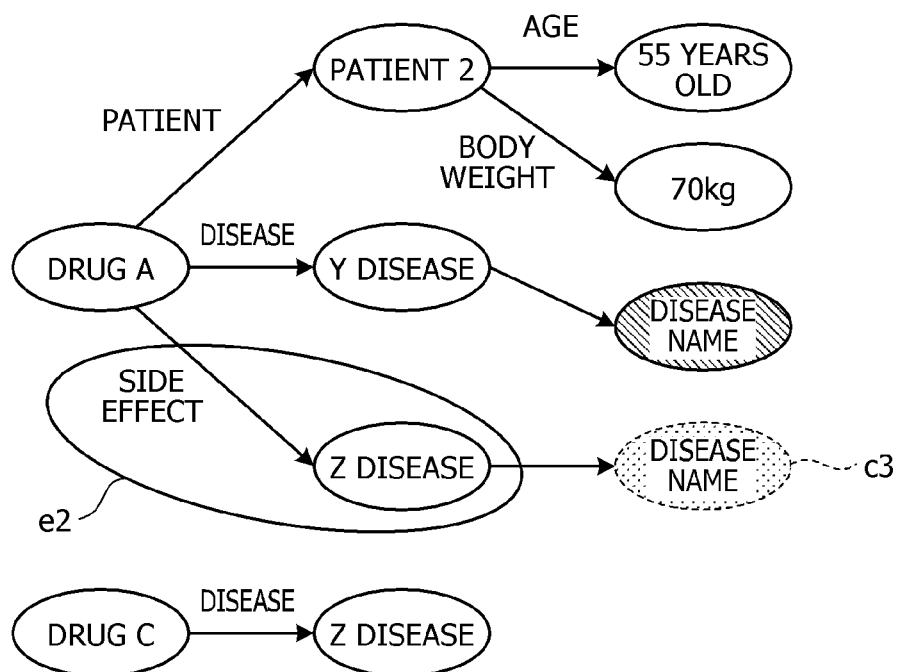 AGE
PATIENT 2
55 YEARS
OLD
PATIENT
BODY
WEIGHT
70kg
DISEASE
DRUG A
Y DISEASE
DISEASE
NAME
SIDE
EFFECT
Z DISEASE
DISEASE
NAME
c3
e2
DISEASE
DRUG C
Z DISEASE